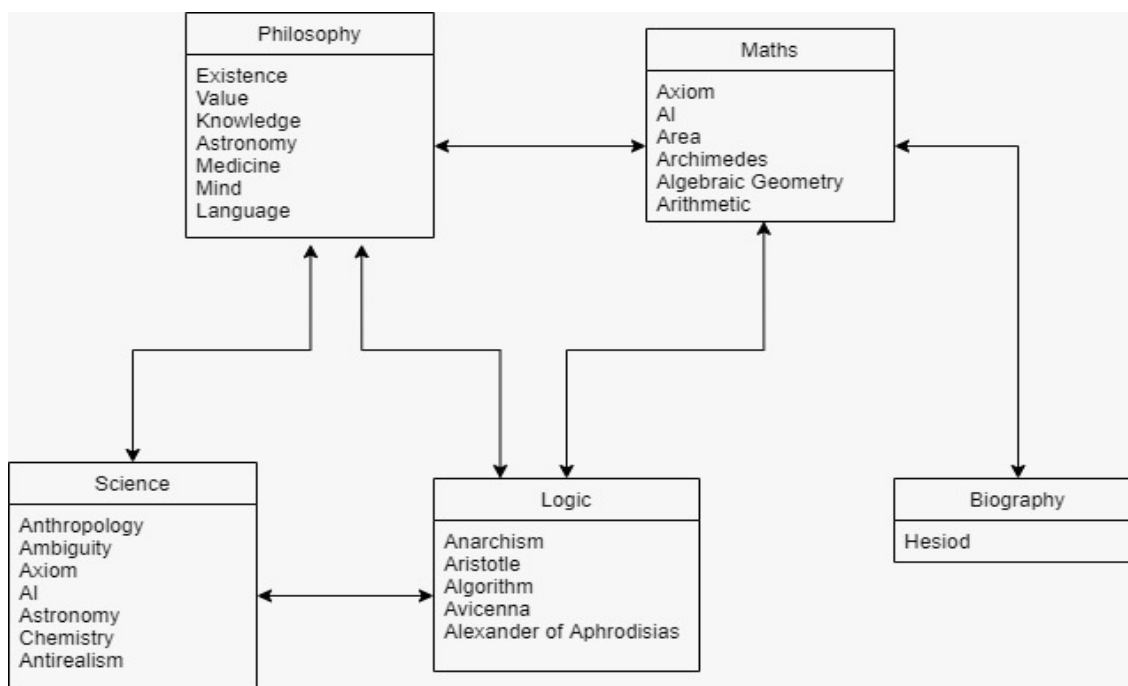 Philosophy
Existence
Value
Knowledge
Astronomy
Medicine
Mind
Language
Maths
Axiom
AI
Area
Archimedes
Algebraic Geometry
Arithmetic
Science
Anthropology
Ambiguity
Axiom
AI
Astronomy
Chemistry
Antirealism
Logic
Anarchism
Aristotle
Algorithm
Avicenna
Alexander of Aphrodisias
Biography
Hesiod